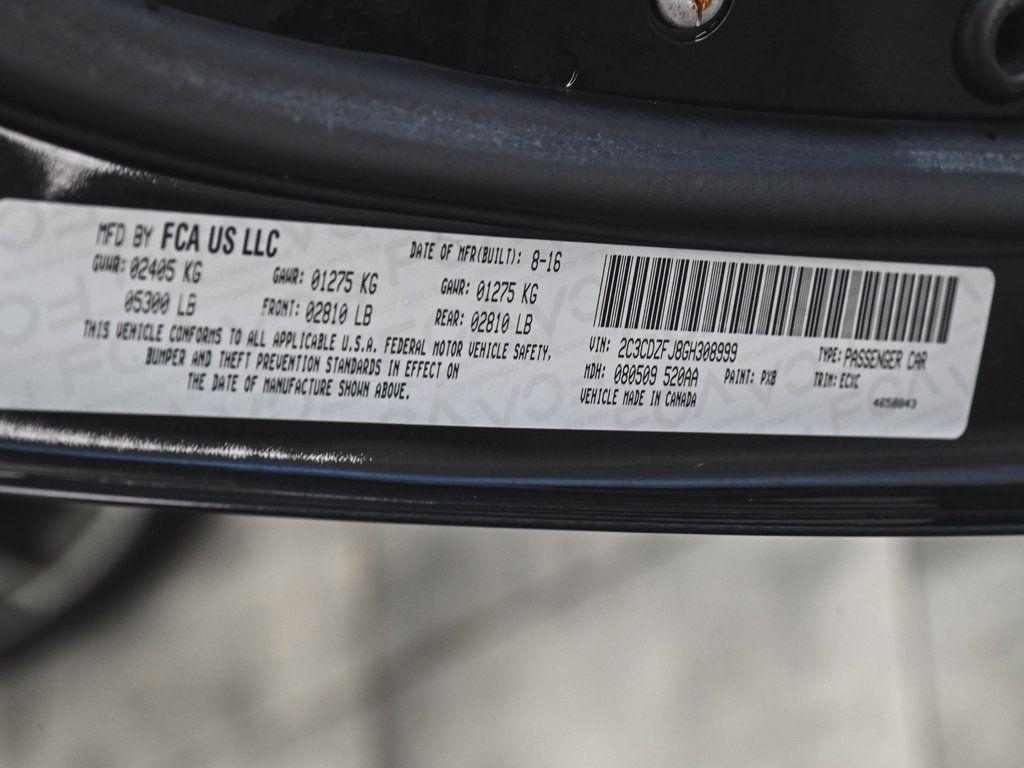 MFD BY FCA US LLC
DATE OF MFR(BUILT): 8-16
GVWR: 02405 KG
05300 LB
GAWR: 01275 KG
FRONT: 02810 LB
GAWR: 01275 KG
REAR: 02810 LB
THIS VEHICLE CONFORMS TO ALL APPLICABLE U.S.A. FEDERAL MOTOR VEHICLE SAFETY,
BUMPER AND THEFT PREVENTION STANDARDS IN EFFECT ON
THE DATE OF MANUFACTURE SHOWN ABOVE.
VIN: 2C3CDZFJ8GH308999
TYPE: PASSENGER CAR
MDH: 080509 520AA PAINT: PX8 TRIM: ECXC
VEHICLE MADE IN CANADA